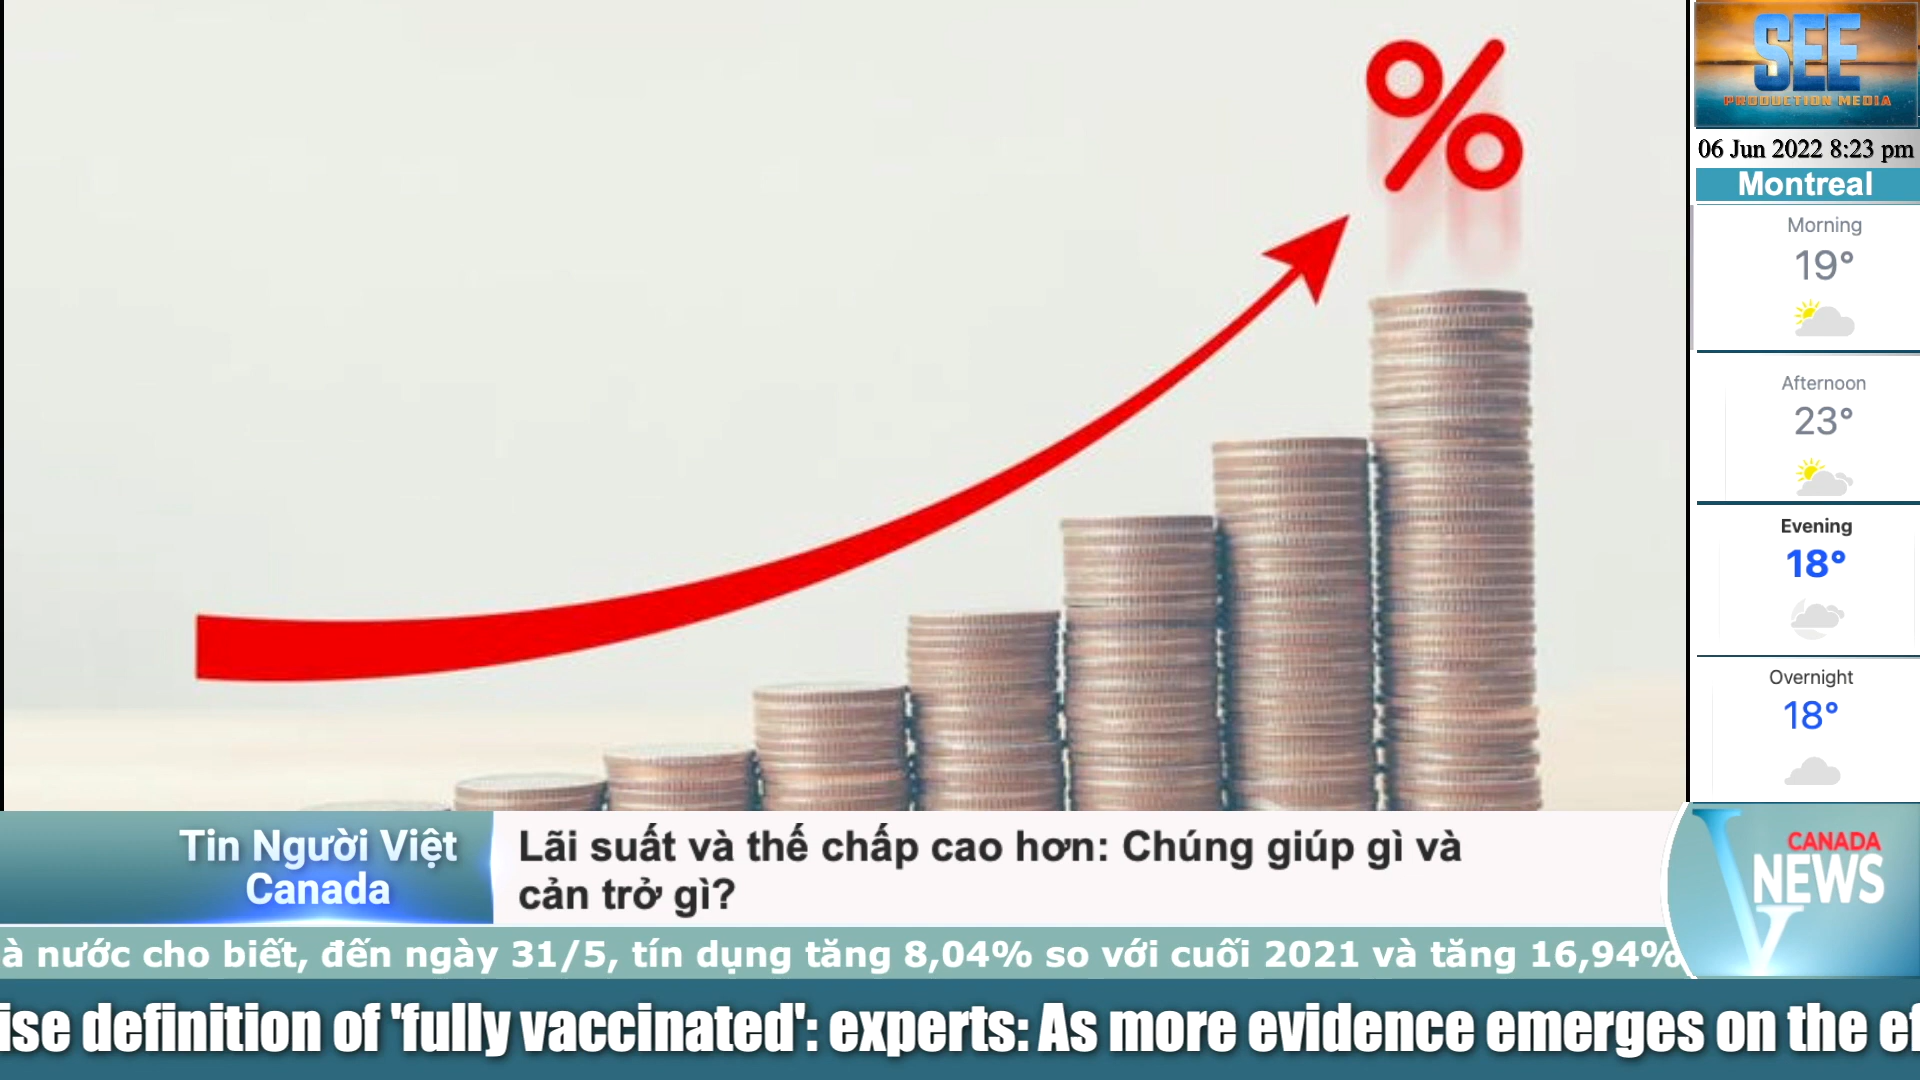 %
SEE
PRODUCTION MEDIA
06 Jun 2022 8:23 pm
Montreal
Morning
19°
Afternoon
23°
Evening
18°
Overnight
18°
Tin Người Việt
Canada
Lãi suất và thế chấp cao hơn: Chúng giúp gì và
cản trở gì?
CANADA
V NEWS
à nước cho biết, đến ngày 31/5, tín dụng tăng 8,04% so với cuối 2021 và tăng 16,94%
ise definition of 'fully vaccinated': experts: As more evidence emerges on the ef